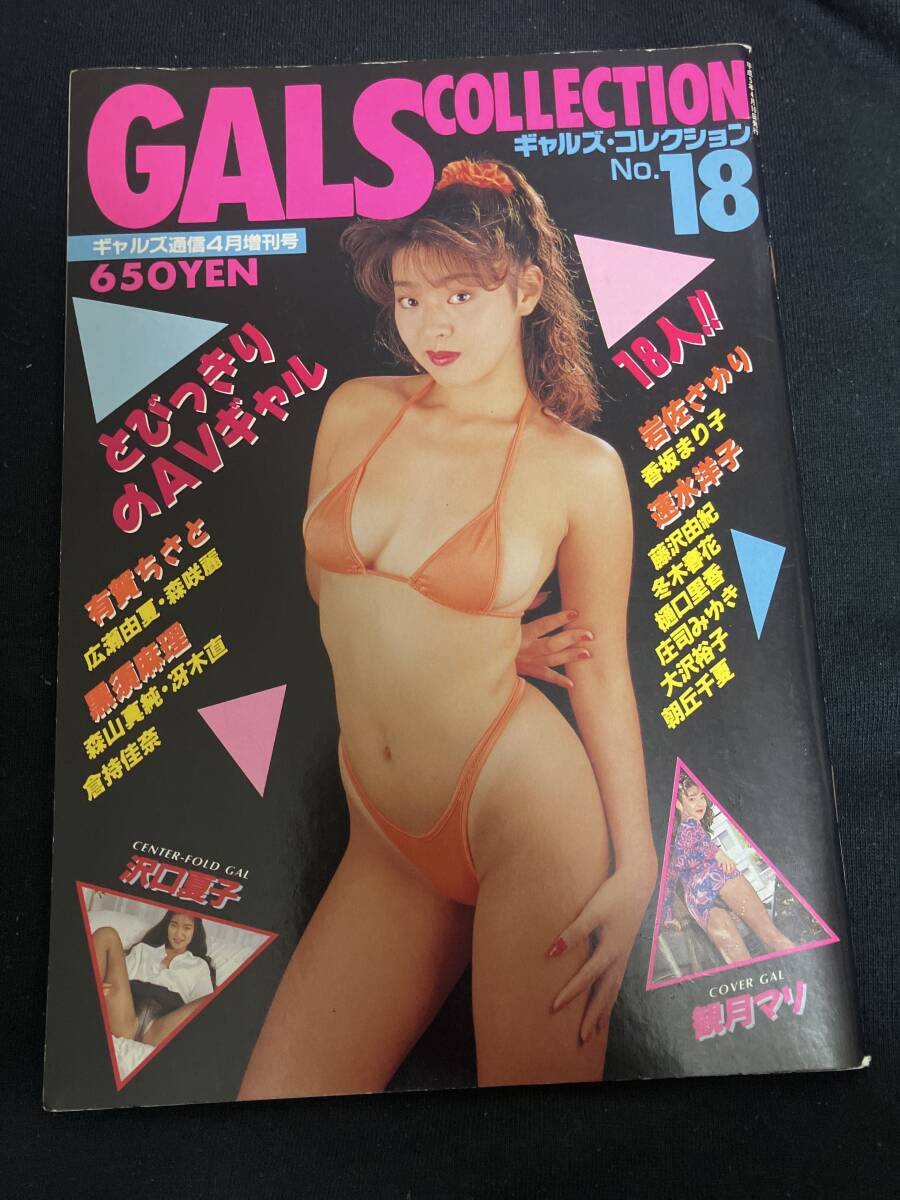 GALS COLLECTION
ギャルズ・コレクション
No.18
ギャルズ通信4月増刊号
650YEN
とびっきり
のAVギャル
18人!!
有賀ちさと
広瀬由夏・森咲麗
黒須麻理
森山真純・冴木直
倉持佳奈
岩佐さゆり
香坂まり子
速水洋子
藤沢由紀
冬木春花
樋口里香
庄司みゆき
大沢裕子
朝丘千夏
CENTER-FOLD GAL
沢口夏子
COVER GAL
観月マリ